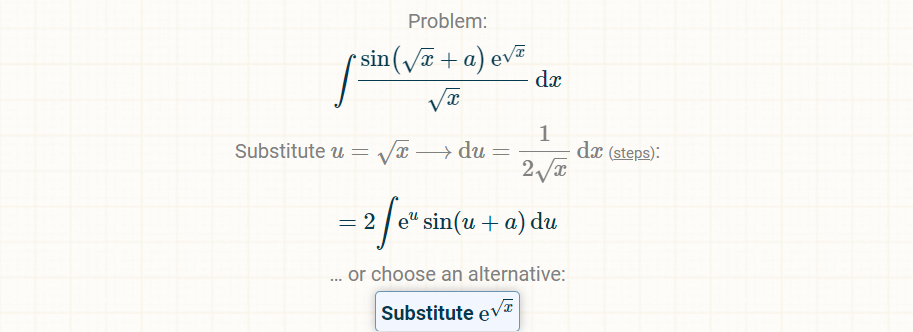 Problem:
∫ sin(√x + a) e^√x / √x dx
Substitute u = √x ⟶ du = 1 / 2√x dx (steps):
= 2 ∫ e^u sin(u + a) du
... or choose an alternative:
Substitute e^√x